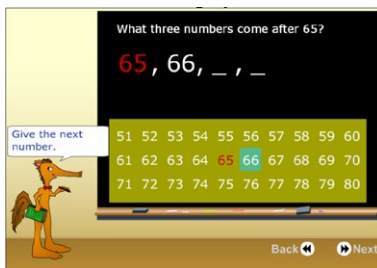 What three numbers come after 65?
65, 66, _ , _
Give the next
number.
51 52 53 54 55 56 57 58 59 60
61 62 63 64 65 66 67 68 69 70
71 72 73 74 75 76 77 78 79 80
Back Next